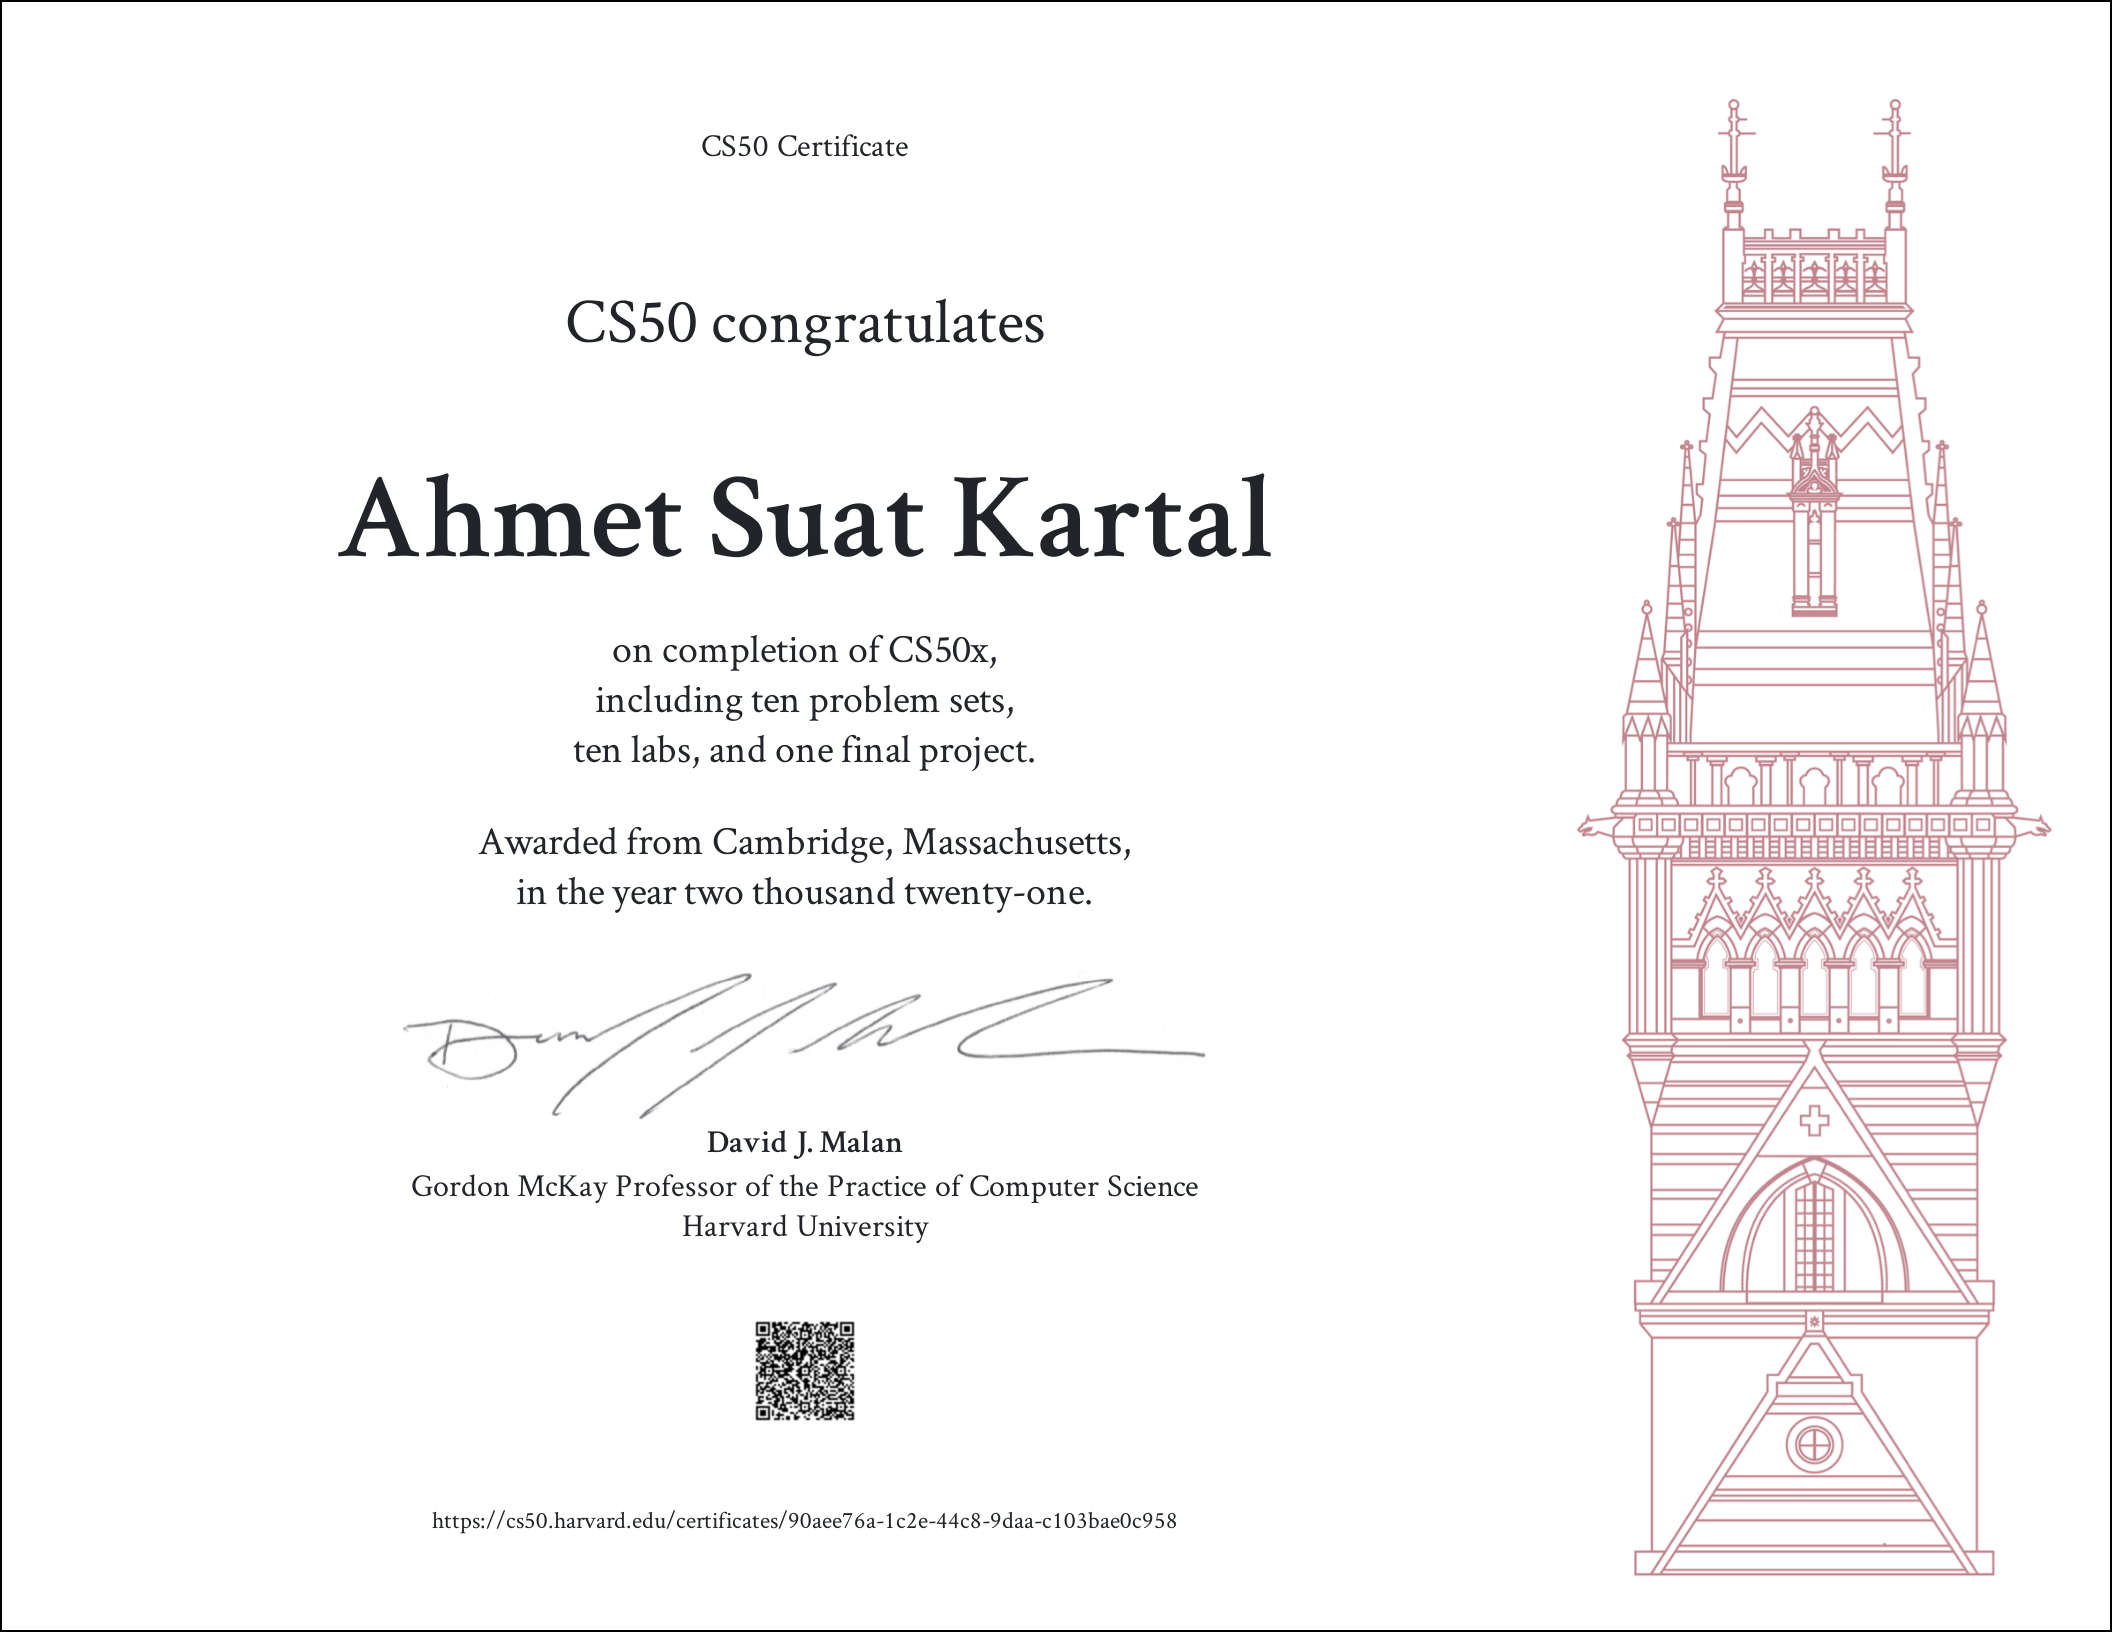 CS50 Certificate
CS50 congratulates
Ahmet Suat Kartal
on completion of CS50x,
including ten problem sets,
ten labs, and one final project.
Awarded from Cambridge, Massachusetts,
in the year two thousand twenty-one.
David J. Malan
Gordon McKay Professor of the Practice of Computer Science
Harvard University
https://cs50.harvard.edu/certificates/90aee76a-1c2e-44c8-9daa-c103bae0c958